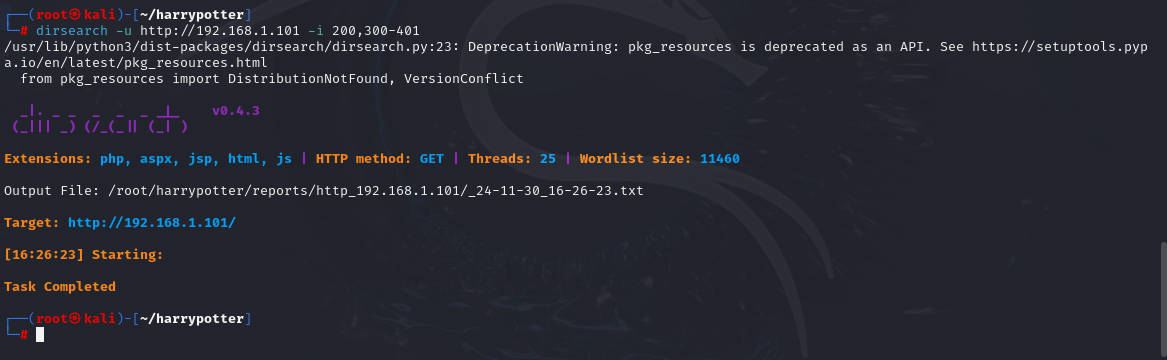 ┌──(root㉿kali)-[~/harrypotter]
└─# dirsearch -u http://192.168.1.101 -i 200,300-401
/usr/lib/python3/dist-packages/dirsearch/dirsearch.py:23: DeprecationWarning: pkg_resources is deprecated as an API. See https://setuptools.pyp
a.io/en/latest/pkg_resources.html
  from pkg_resources import DistributionNotFound, VersionConflict
  _|. _ _  _  _  _ _|_    v0.4.3
 (_||| _) (/_(_|| (_| )
Extensions: php, aspx, jsp, html, js | HTTP method: GET | Threads: 25 | Wordlist size: 11460
Output File: /root/harrypotter/reports/http_192.168.1.101/_24-11-30_16-26-23.txt
Target: http://192.168.1.101/
[16:26:23] Starting:
Task Completed
┌──(root㉿kali)-[~/harrypotter]
└─#